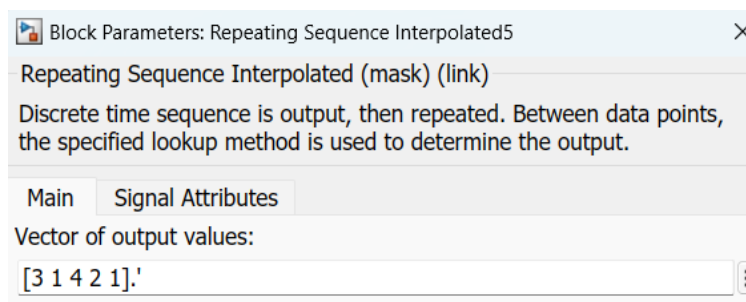 Block Parameters: Repeating Sequence Interpolated5
Repeating Sequence Interpolated (mask) (link)
Discrete time sequence is output, then repeated. Between data points,
the specified lookup method is used to determine the output.
Main Signal Attributes
Vector of output values:
[3 1 4 2 1].'